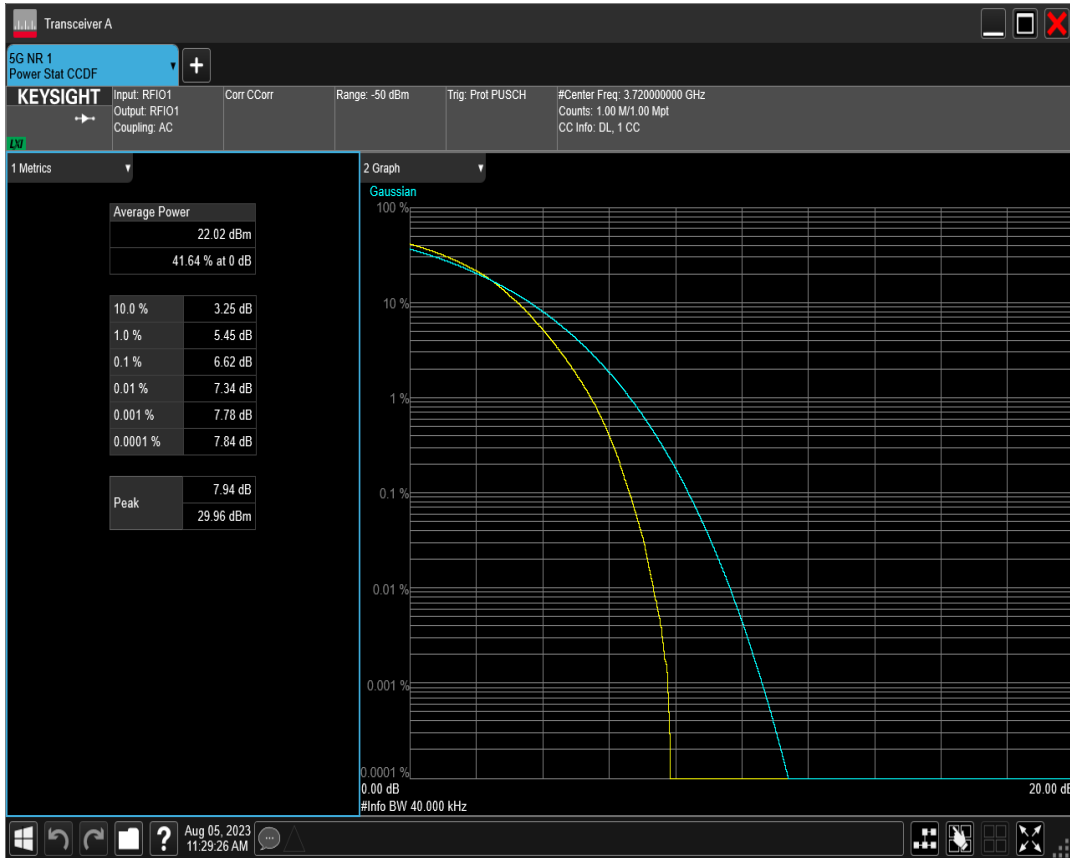 Transceiver A
5G NR 1
Power Stat CCDF
KEYSIGHT
LXI
Input: RFIO1
Output: RFIO1
Coupling: AC
Corr CCorr
Range: -50 dBm
Trig: Prot PUSCH
#Center Freq: 3.720000000 GHz
Counts: 1.00 M/1.00 Mpt
CC Info: DL, 1 CC
1 Metrics
Average Power
22.02 dBm
41.64 % at 0 dB
10.0 % 3.25 dB
1.0 % 5.45 dB
0.1 % 6.62 dB
0.01 % 7.34 dB
0.001 % 7.78 dB
0.0001 % 7.84 dB
Peak
7.94 dB
29.96 dBm
2 Graph
Gaussian
100 %
10 %
1 %
0.1 %
0.01 %
0.001 %
0.0001 %
0.00 dB 20.00 dB
#Info BW 40.000 kHz
? Aug 05, 2023
11:29:26 AM